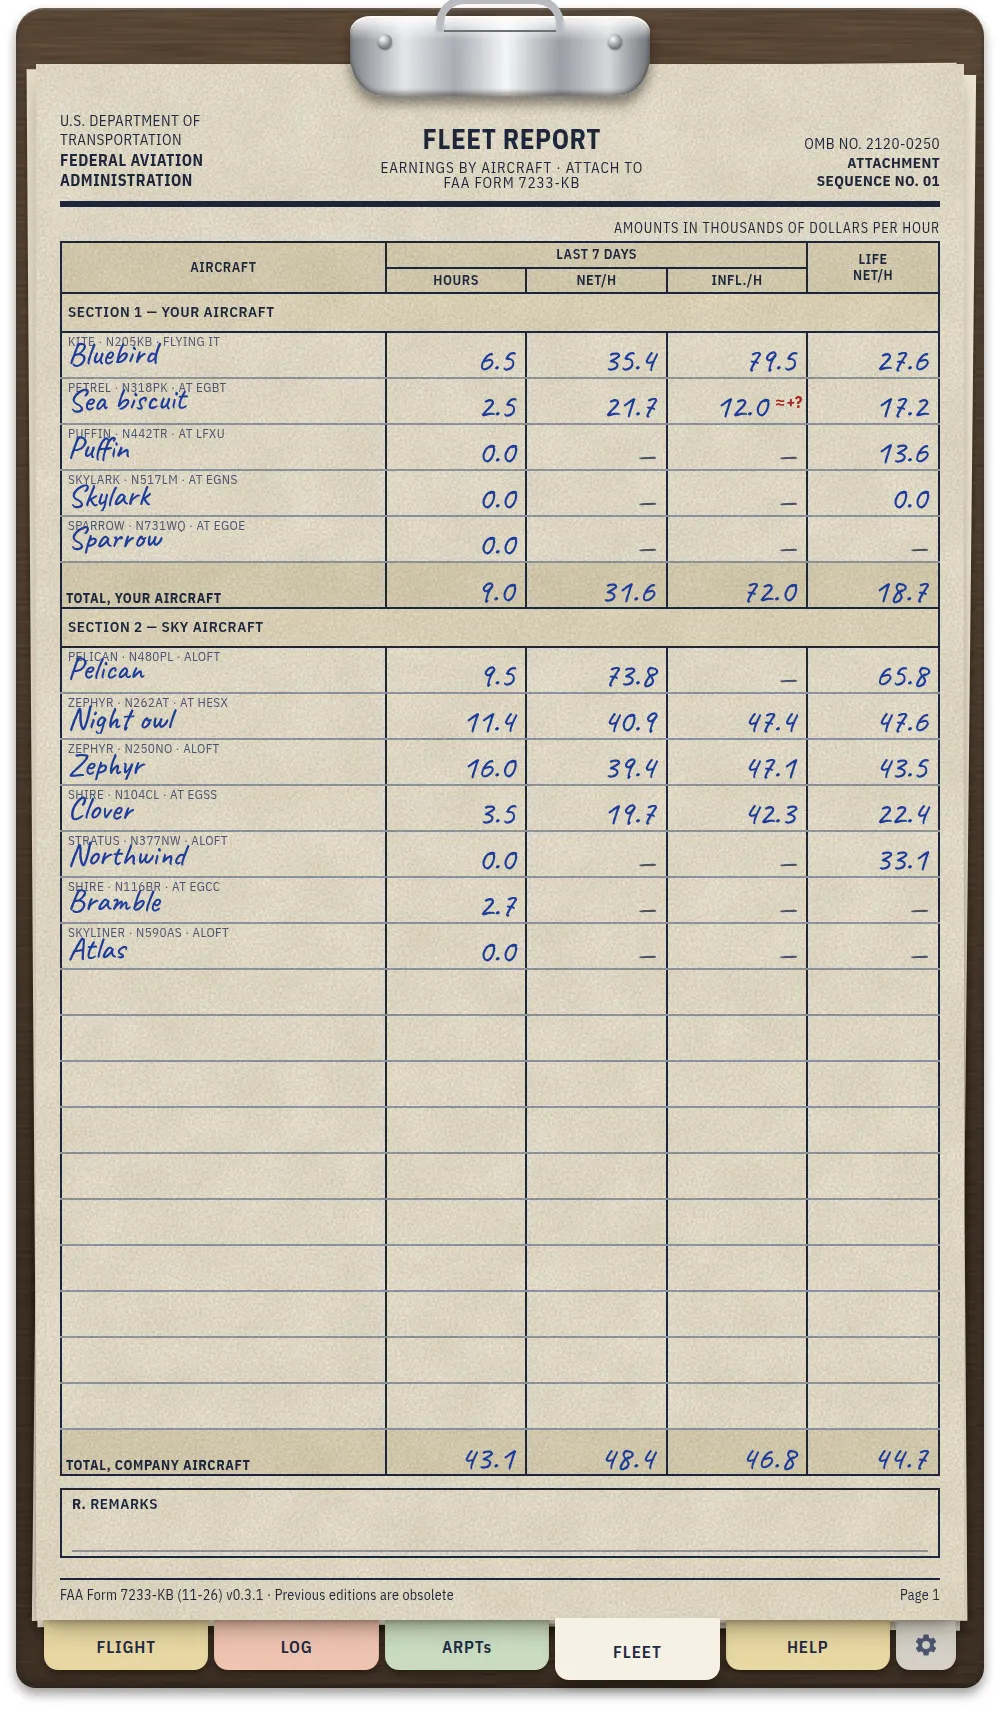 U.S. DEPARTMENT OF
TRANSPORTATION
FEDERAL AVIATION
ADMINISTRATION
FLEET REPORT
EARNINGS BY AIRCRAFT · ATTACH TO
FAA FORM 7233-KB
OMB NO. 2120-0250
ATTACHMENT
SEQUENCE NO. 01
AMOUNTS IN THOUSANDS OF DOLLARS PER HOUR
AIRCRAFT LAST 7 DAYS LIFE NET/H
HOURS NET/H INFL./H
SECTION 1 — YOUR AIRCRAFT
KITE · N205KB · FLYING IT
Bluebird 6.5 35.4 79.5 27.6
PETREL · N318PK · AT EGBT
Sea biscuit 2.5 21.7 12.0 ≈+? 17.2
PUFFIN · N442TR · AT LFXU
Puffin 0.0 — — 13.6
SKYLARK · N517LM · AT EGNS
Skylark 0.0 — — 0.0
SPARROW · N731WQ · AT EGOE
Sparrow 0.0 — — —
TOTAL, YOUR AIRCRAFT 9.0 31.6 72.0 18.7
SECTION 2 — SKY AIRCRAFT
PELICAN · N480PL · ALOFT
Pelican 9.5 73.8 — 65.8
ZEPHYR · N262AT · AT HESX
Night owl 11.4 40.9 47.4 47.6
ZEPHYR · N250NO · ALOFT
Zephyr 16.0 39.4 47.1 43.5
SHIRE · N104CL · AT EGSS
Clover 3.5 19.7 42.3 22.4
STRATUS · N377NW · ALOFT
Northwind 0.0 — — 33.1
SHIRE · N116BR · AT EGCC
Bramble 2.7 — — —
SKYLINER · N590AS · ALOFT
Atlas 0.0 — — —
TOTAL, COMPANY AIRCRAFT 43.1 48.4 46.8 44.7
R. REMARKS
FAA Form 7233-KB (11-26) v0.3.1 · Previous editions are obsolete Page 1
FLIGHT LOG ARPTs FLEET HELP